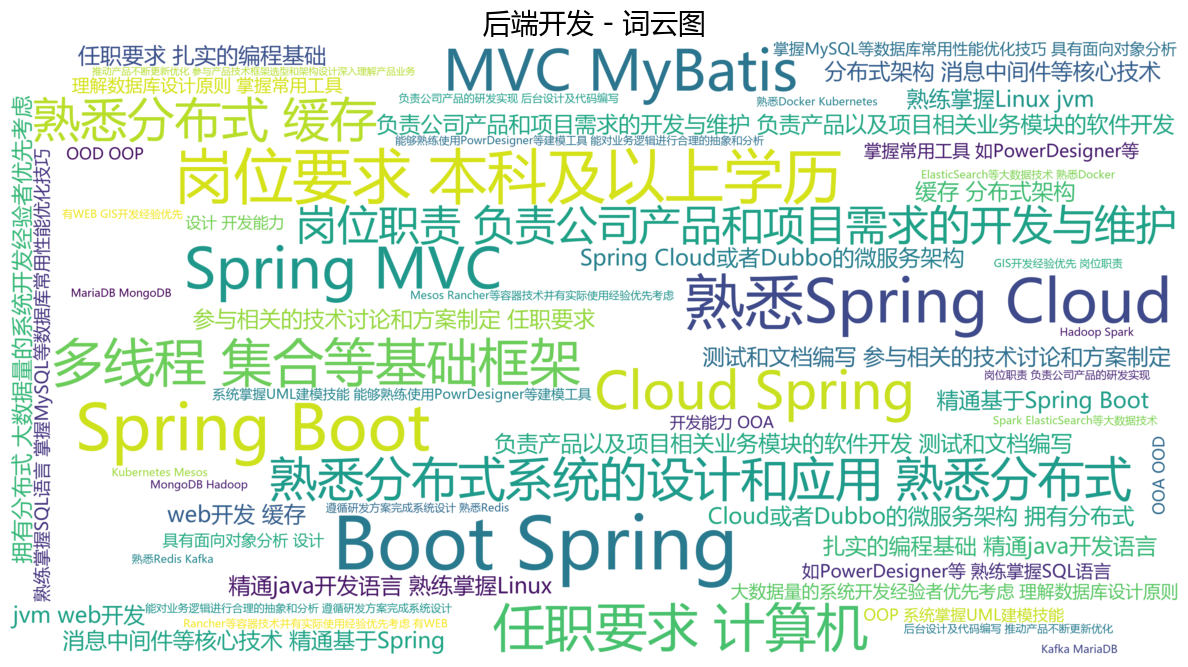 后端开发 - 词云图
任职要求 扎实的编程基础
MVC MyBatis
掌握MySQL等数据库常用性能优化技巧 具有面向对象分析
推动产品不断更新优化 参与产品技术框架选型和架构设计深入理解产品业务
分布式架构 消息中间件等核心技术
理解数据库设计原则 掌握常用工具
负责公司产品的研发实现 后台设计及代码编写
熟悉Docker Kubernetes
熟练掌握Linux jvm
熟悉分布式 缓存
负责公司产品和项目需求的开发与维护 负责产品以及项目相关业务模块的软件开发
能够熟练使用PowrDesigner等建模工具 能对业务逻辑进行合理的抽象和分析
OOD OOP
掌握常用工具 如PowerDesigner等
岗位要求 本科及以上学历
ElasticSearch等大数据技术 熟悉Docker
缓存 分布式架构
有WEB GIS开发经验优先
设计 开发能力
岗位职责 负责公司产品和项目需求的开发与维护
Spring MVC
Spring Cloud或者Dubbo的微服务架构
GIS开发经验优先 岗位职责
MariaDB MongoDB
Mesos Rancher等容器技术并有实际使用经验优先考虑
熟悉Spring Cloud
参与相关的技术讨论和方案制定 任职要求
Hadoop Spark
多线程 集合等基础框架
测试和文档编写 参与相关的技术讨论和方案制定
岗位职责 负责公司产品的研发实现
系统掌握UML建模技能 能够熟练使用PowrDesigner等建模工具
Cloud Spring
精通基于Spring Boot
Spring Boot
开发能力 OOA
Spark ElasticSearch等大数据技术
负责产品以及项目相关业务模块的软件开发 测试和文档编写
OOA OOD
Kubernetes Mesos
熟悉分布式系统的设计和应用 熟悉分布式
MongoDB Hadoop
web开发 缓存
遵循研发方案完成系统设计 熟悉Redis
Boot Spring
Cloud或者Dubbo的微服务架构 拥有分布式
具有面向对象分析 设计
扎实的编程基础 精通java开发语言
熟悉Redis Kafka
如PowerDesigner等 熟练掌握SQL语言
精通java开发语言 熟练掌握Linux
大数据量的系统开发经验者优先考虑 理解数据库设计原则
jvm web开发
能对业务逻辑进行合理的抽象和分析 遵循研发方案完成系统设计
任职要求 计算机
OOP 系统掌握UML建模技能
Rancher等容器技术并有实际使用经验优先考虑 有WEB
后台设计及代码编写 推动产品不断更新优化
消息中间件等核心技术 精通基于Spring
Kafka MariaDB
拥有分布式 大数据量的系统开发经验者优先考虑
熟练掌握SQL语言 掌握MySQL等数据库常用性能优化技巧